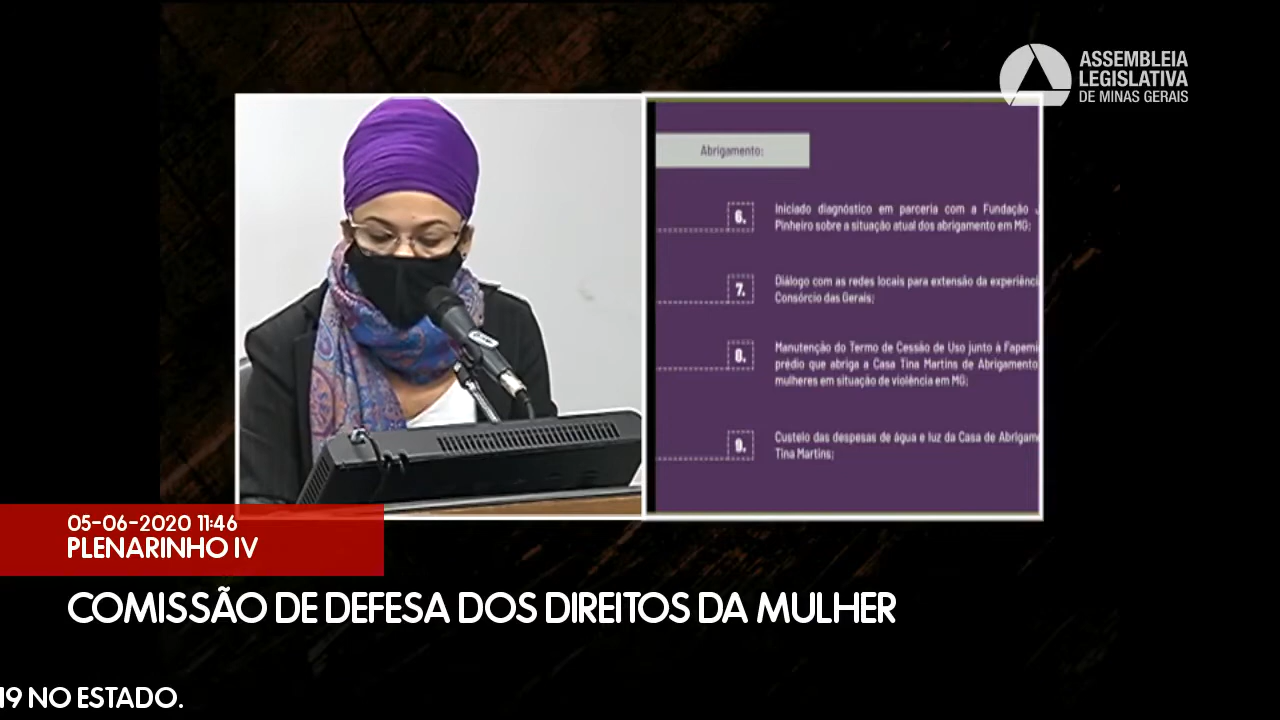 ASSEMBLEIA
LEGISLATIVA
DE MINAS GERAIS
Abrigamento:
6.
Iniciado diagnóstico em parceria com a Fundação
Pinheiro sobre a situação atual dos abrigamento em MG;
7.
Diálogo com as redes locais para extensão da experiênci
Consórcio das Gerais;
8.
Manutenção do Termo de Cessão de Uso junto à Fapemi
prédio que abriga a Casa Tina Martins de Abrigamento
mulheres em situação de violência em MG;
9.
Custeio das despesas de água e luz da Casa de Abrigam
Tina Martins;
05-06-2020 11:46
PLENARINHO IV
COMISSÃO DE DEFESA DOS DIREITOS DA MULHER
19 NO ESTADO.